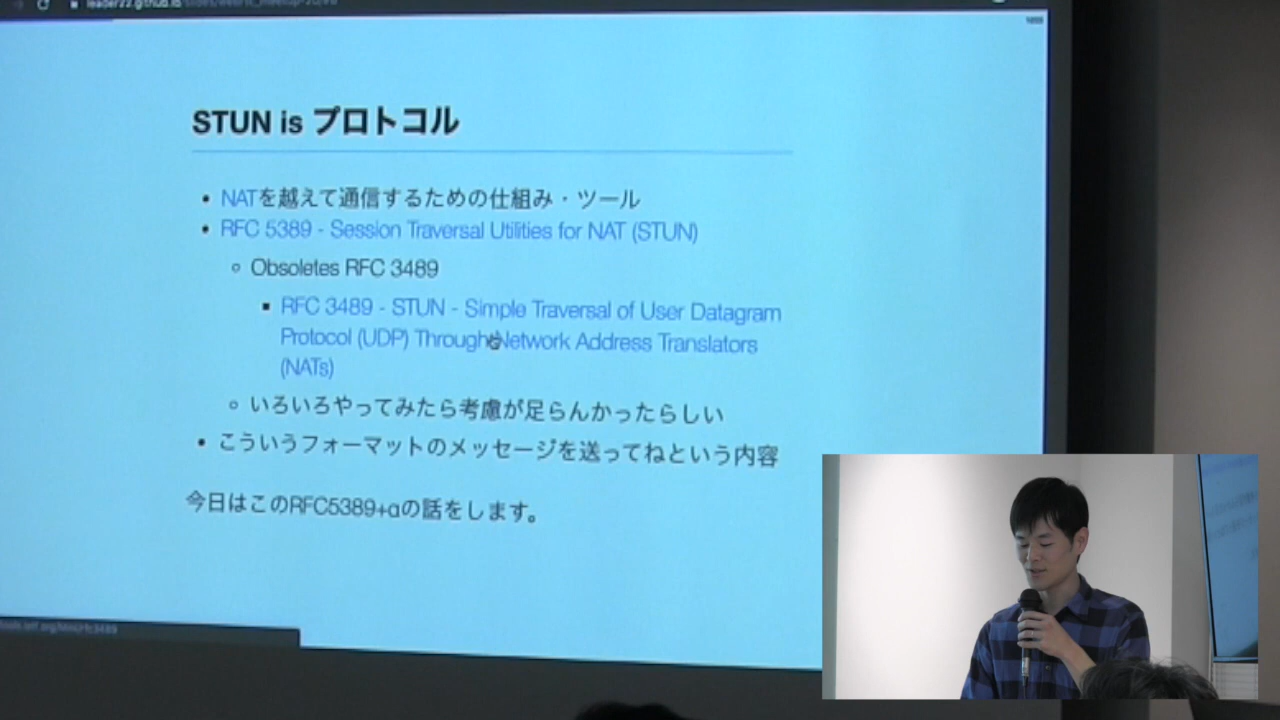 leader22.github.io
STUN is プロトコル
NATを越えて通信するための仕組み・ツール
RFC 5389 - Session Traversal Utilities for NAT (STUN)
Obsoletes RFC 3489
RFC 3489 - STUN - Simple Traversal of User Datagram
Protocol (UDP) Through Network Address Translators
(NATs)
いろいろやってみたら考慮が足らんかったらしい
こういうフォーマットのメッセージを送ってねという内容
今日はこのRFC5389+αの話をします。